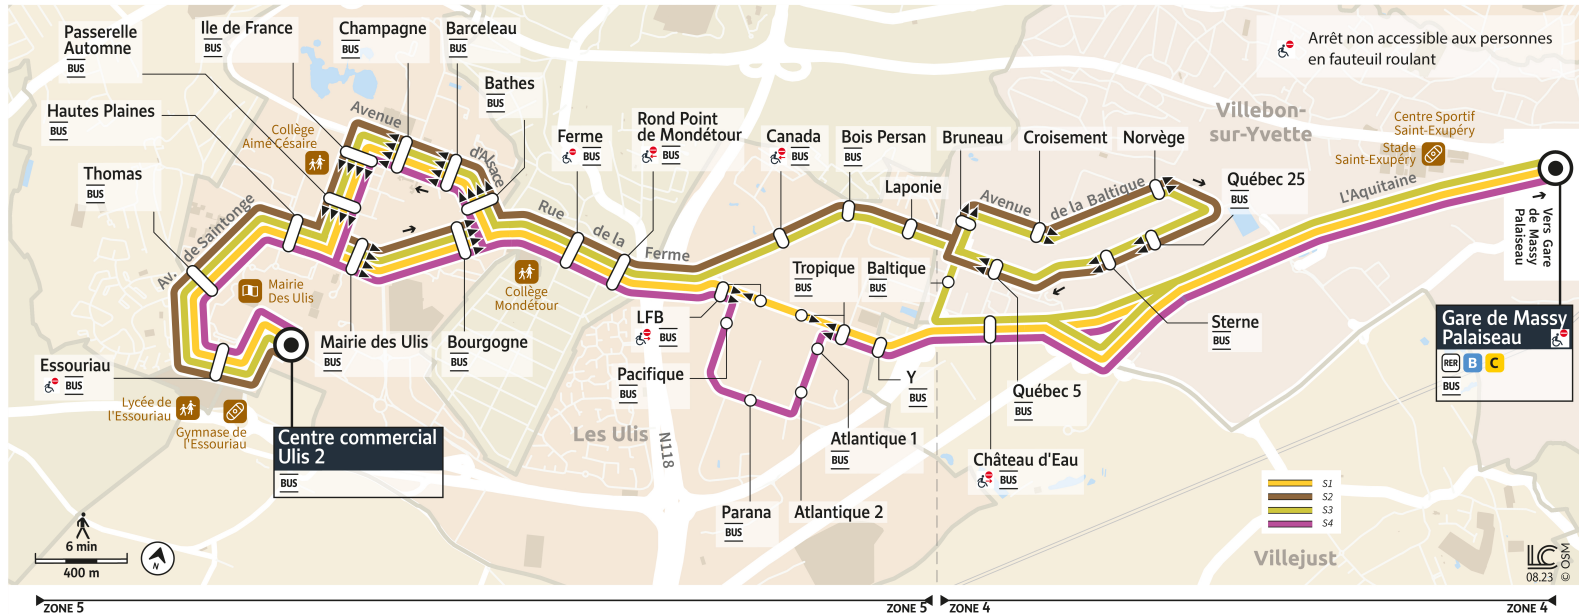 Passerelle
Automne
BUS
Ile de France
BUS
Champagne
BUS
Barceleau
BUS
Bathes
BUS
Hautes Plaines
BUS
Thomas
BUS
Collège
Aimé Césaire
Avenue
d'Alsace
Av. de Saintonge
Mairie
Des Ulis
Essouriau
BUS
Lycée de
l'Essouriau
Gymnase de
l'Essouriau
Centre commercial
Ulis 2
BUS
Mairie des Ulis
BUS
Bourgogne
BUS
Collège
Mondétour
Ferme
BUS
Rond Point
de Mondétour
BUS
Rue
de la
Ferme
Canada
BUS
Bois Persan
BUS
Laponie
Bruneau
Croisement
Norvège
BUS
Avenue
de la Baltique
Québec 25
BUS
Tropique
BUS
Baltique
BUS
LFB
BUS
Pacifique
BUS
Les Ulis
N118
Parana
BUS
Atlantique 2
Atlantique 1
BUS
Y
BUS
Château d'Eau
BUS
Québec 5
BUS
Sterne
BUS
Arrêt non accessible aux personnes
en fauteuil roulant
Villebon-
sur-Yvette
Centre Sportif
Saint-Exupéry
Stade
Saint-Exupéry
L'Aquitaine
Vers Gare
de Massy
Palaiseau
Gare de Massy
Palaiseau
RER B C
BUS
S1
S2
S3
S4
Villejust
6 min
400 m
N
LC
08.23
© OSM
ZONE 5
ZONE 5
ZONE 4
ZONE 4